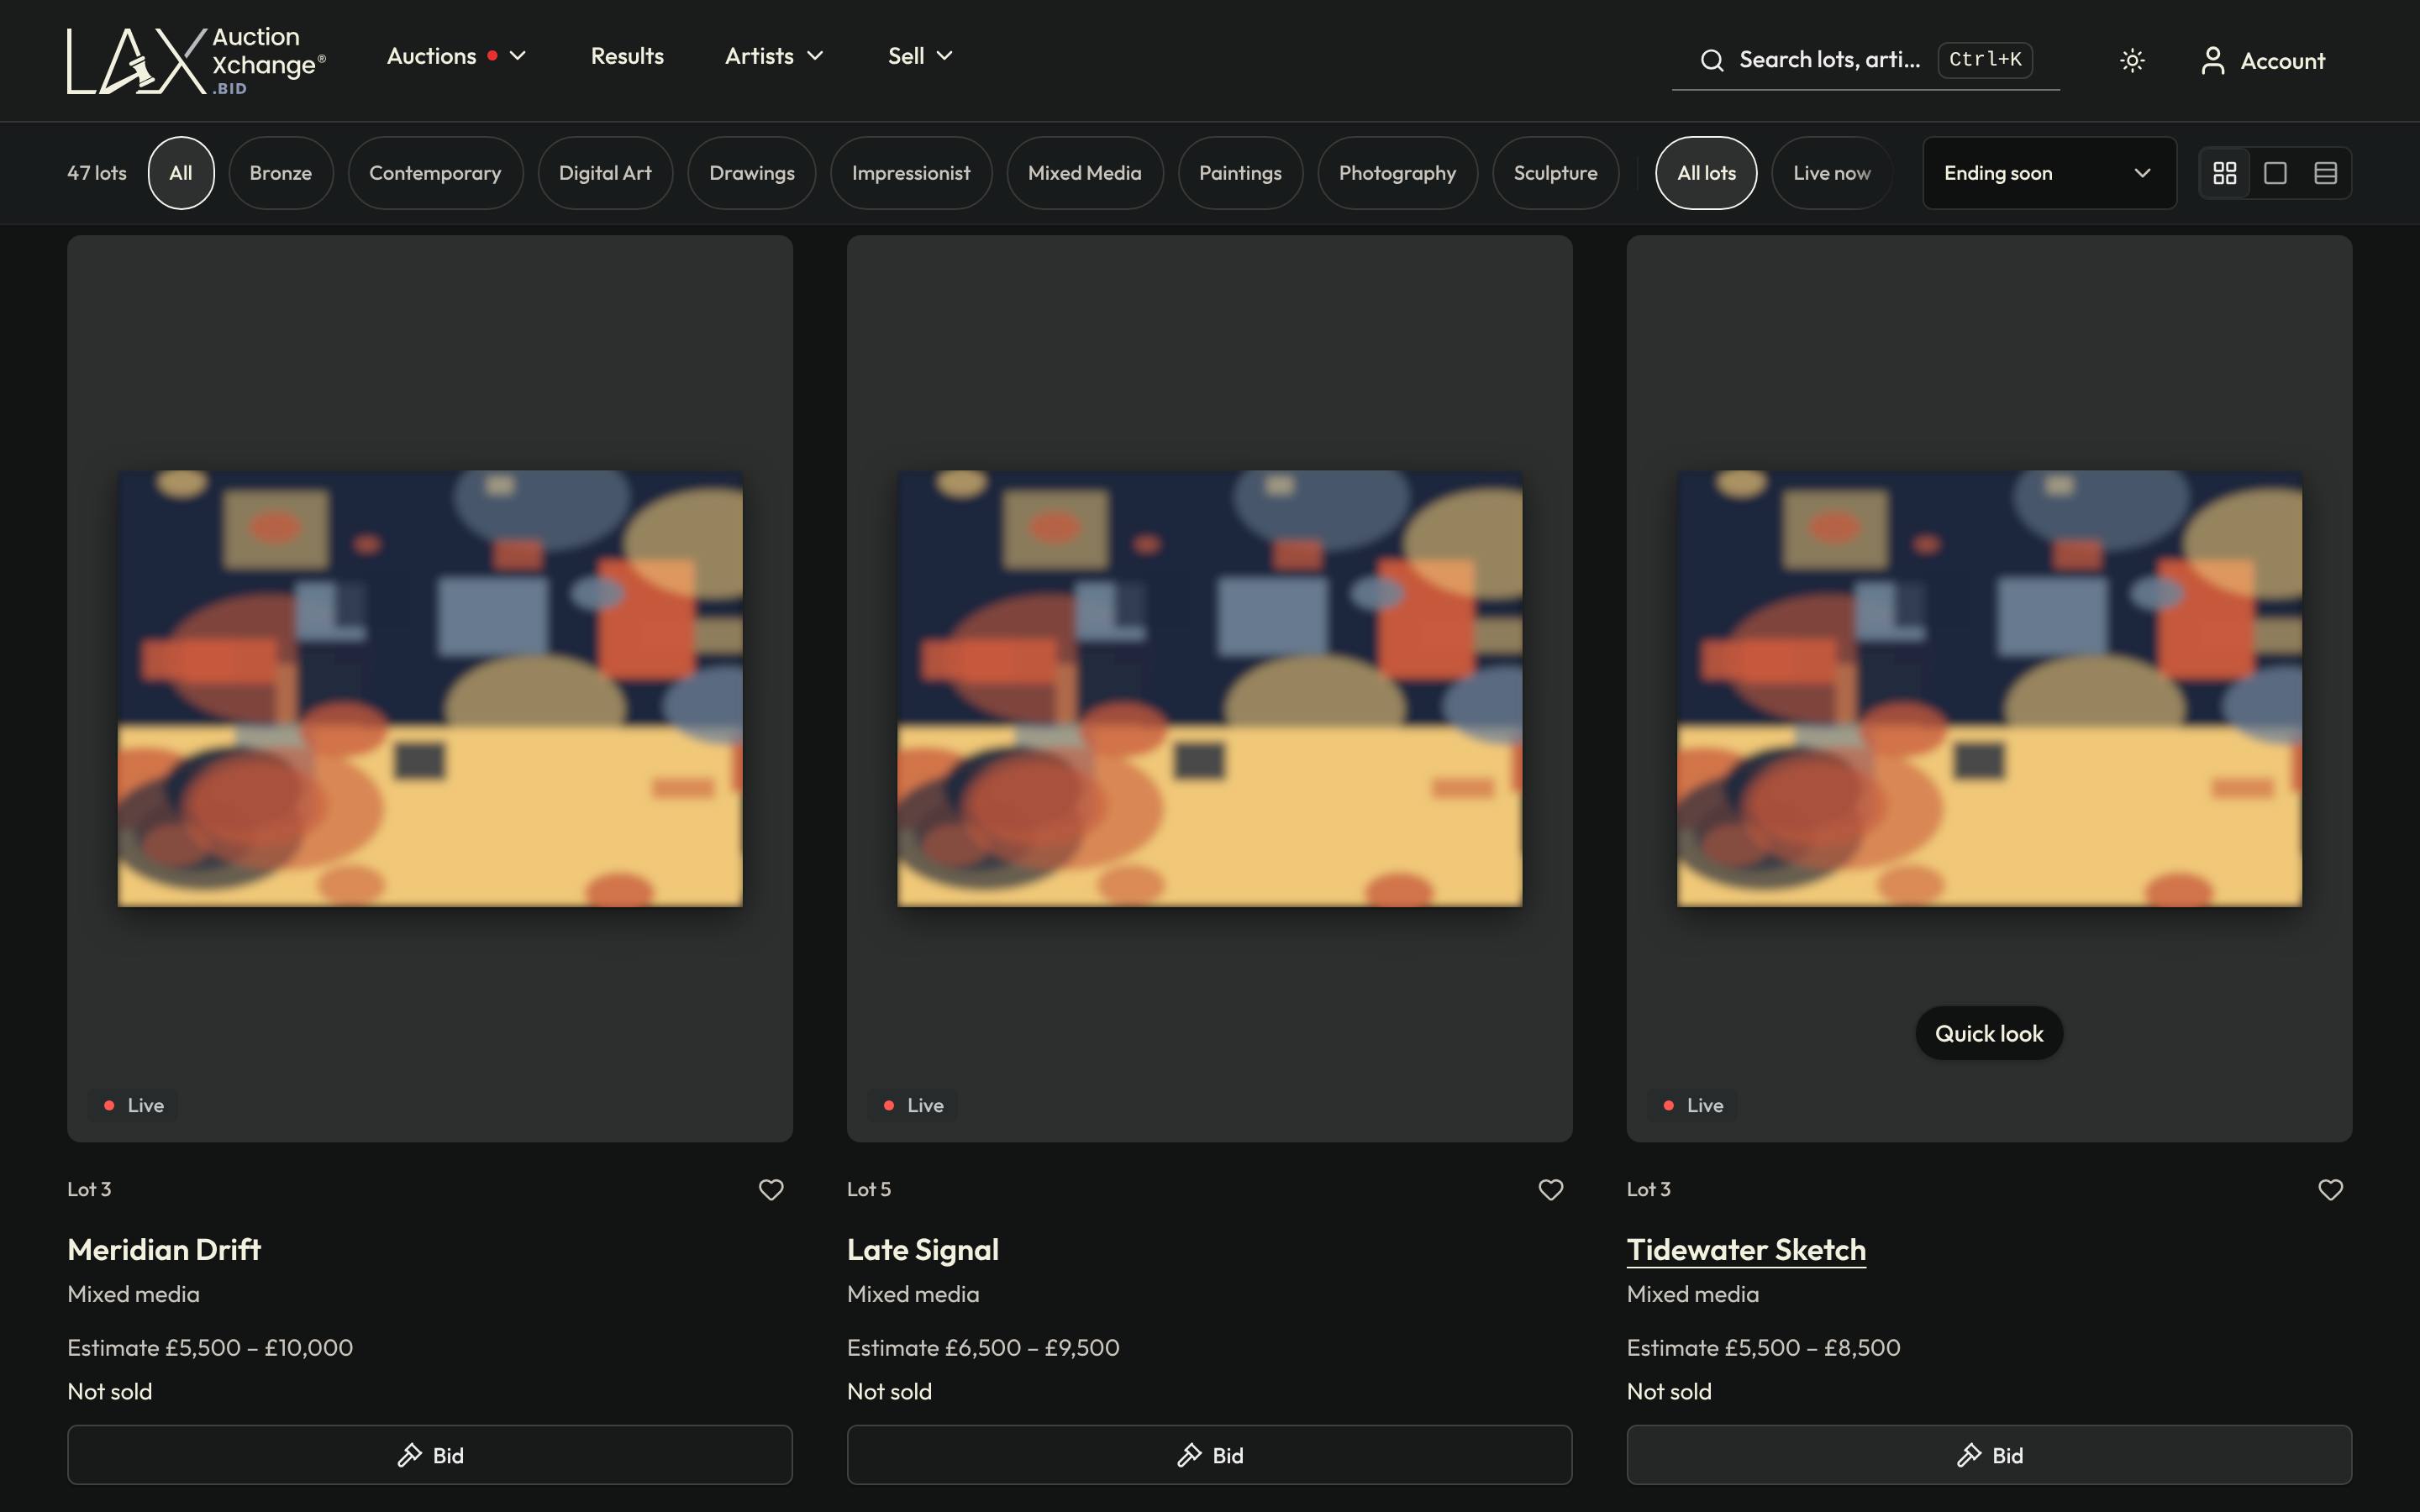 LAX Auction Xchange® .BID
Auctions
Results
Artists
Sell
Search lots, arti...
Ctrl+K
Account
47 lots
All
Bronze
Contemporary
Digital Art
Drawings
Impressionist
Mixed Media
Paintings
Photography
Sculpture
All lots
Live now
Ending soon
Live
Live
Quick look
Live
Lot 3
Meridian Drift
Mixed media
Estimate £5,500 – £10,000
Not sold
Bid
Lot 5
Late Signal
Mixed media
Estimate £6,500 – £9,500
Not sold
Bid
Lot 3
Tidewater Sketch
Mixed media
Estimate £5,500 – £8,500
Not sold
Bid